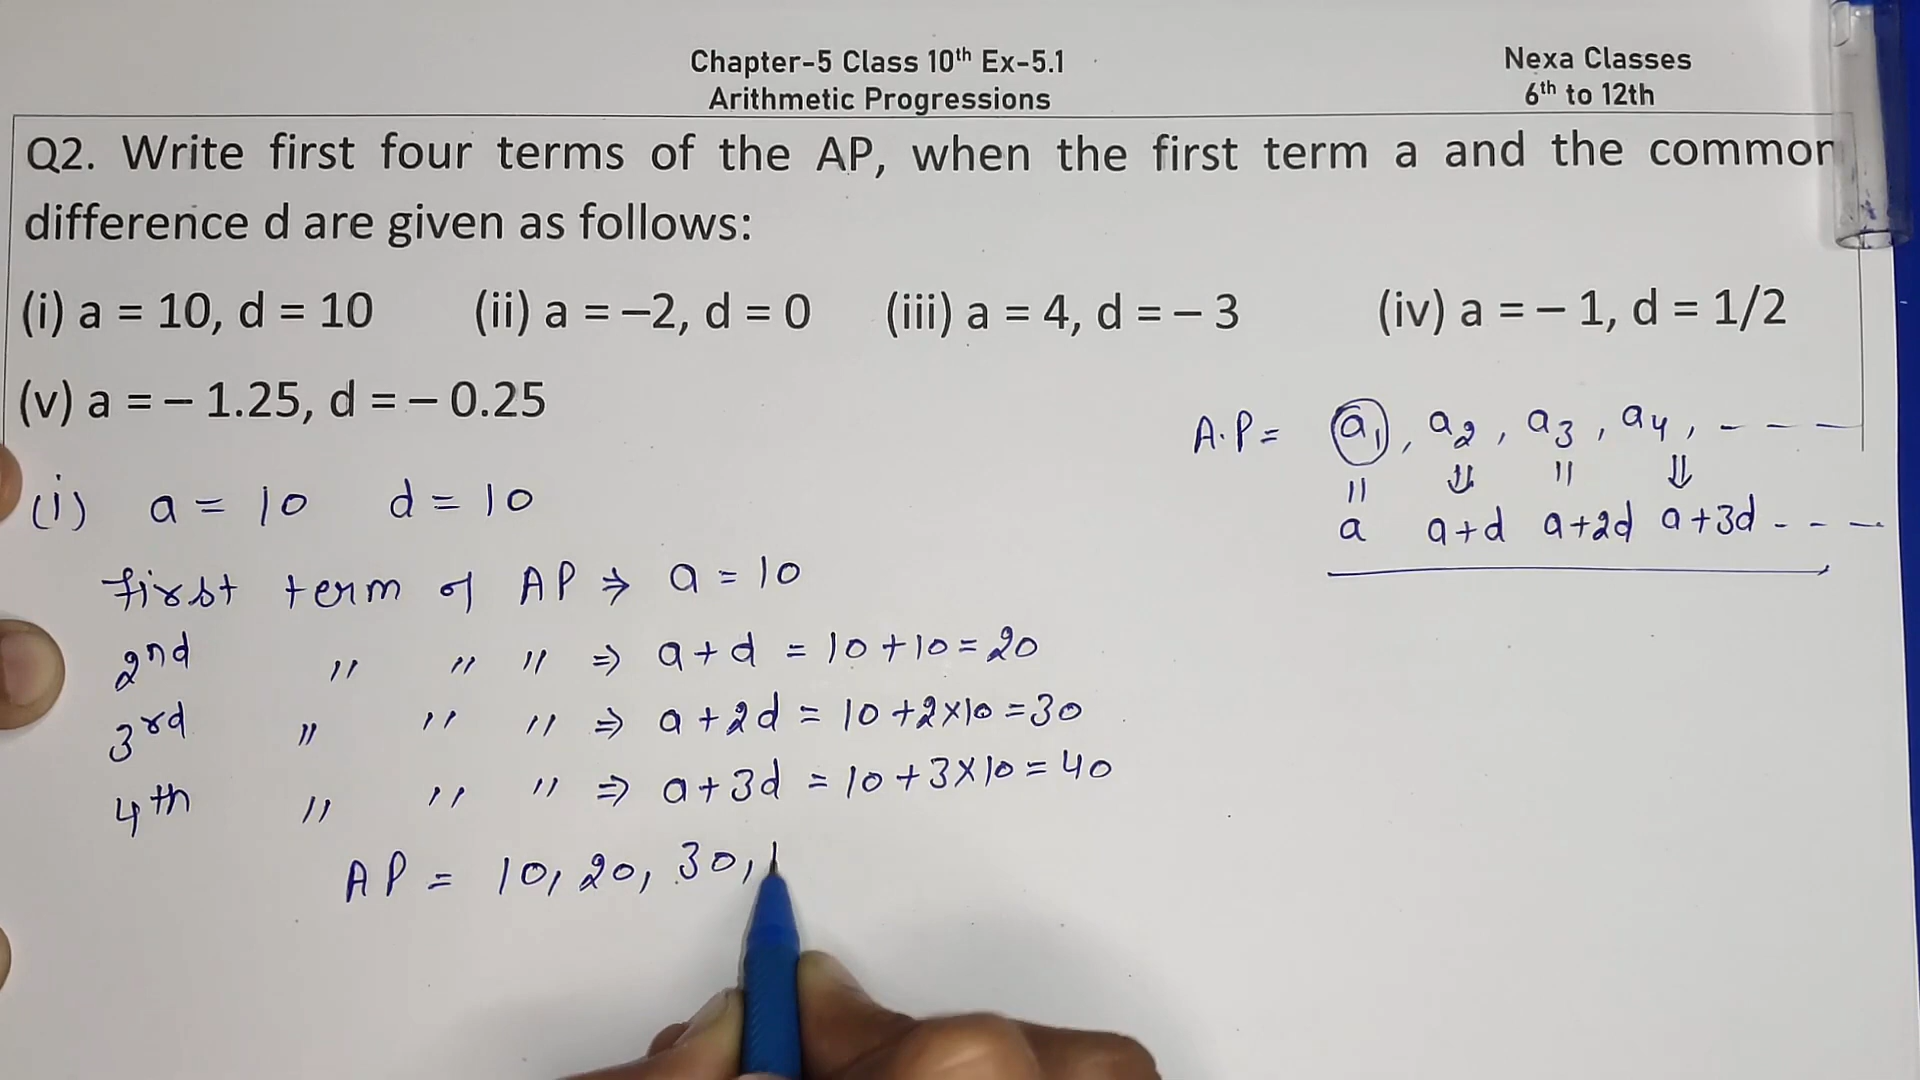 Chapter-5 Class 10th Ex-5.1
Arithmetic Progressions
Nexa Classes
6th to 12th
Q2. Write first four terms of the AP, when the first term a and the common
difference d are given as follows:
(i) a = 10, d = 10 (ii) a = –2, d = 0 (iii) a = 4, d = – 3 (iv) a = – 1, d = 1/2
(v) a = – 1.25, d = – 0.25
A.P = a1, a2, a3, a4, - - -
= ⇓ = ⇓
a a+d a+2d a+3d - - -
(i) a = 10 d = 10
first term of AP ⇒ a = 10
2nd " " " ⇒ a+d = 10+10=20
3rd " " " ⇒ a+2d = 10+2×10=30
4th " " " ⇒ a+3d = 10+3×10=40
AP = 10, 20, 30,